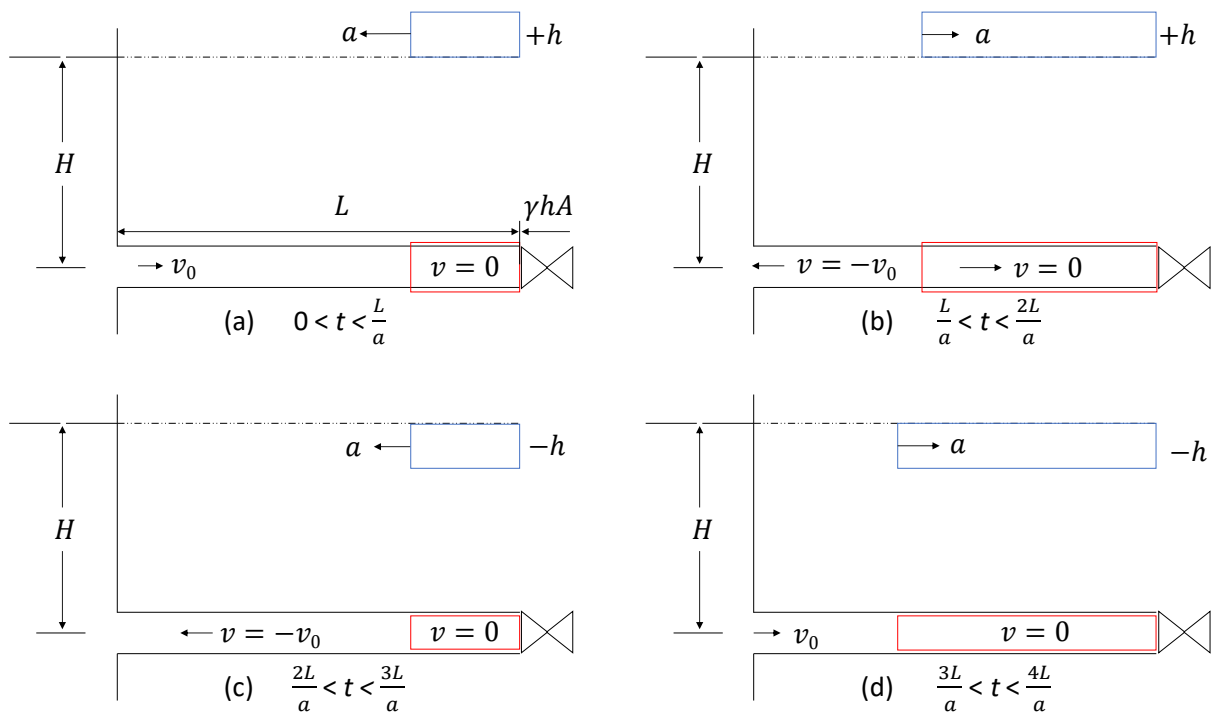 a +h
H
L γhA
v₀ v = 0
(a) 0 < t < L/a
a +h
H
v = −v₀ v = 0
(b) L/a < t < 2L/a
a −h
H
v = −v₀ v = 0
(c) 2L/a < t < 3L/a
a −h
H
v₀ v = 0
(d) 3L/a < t < 4L/a